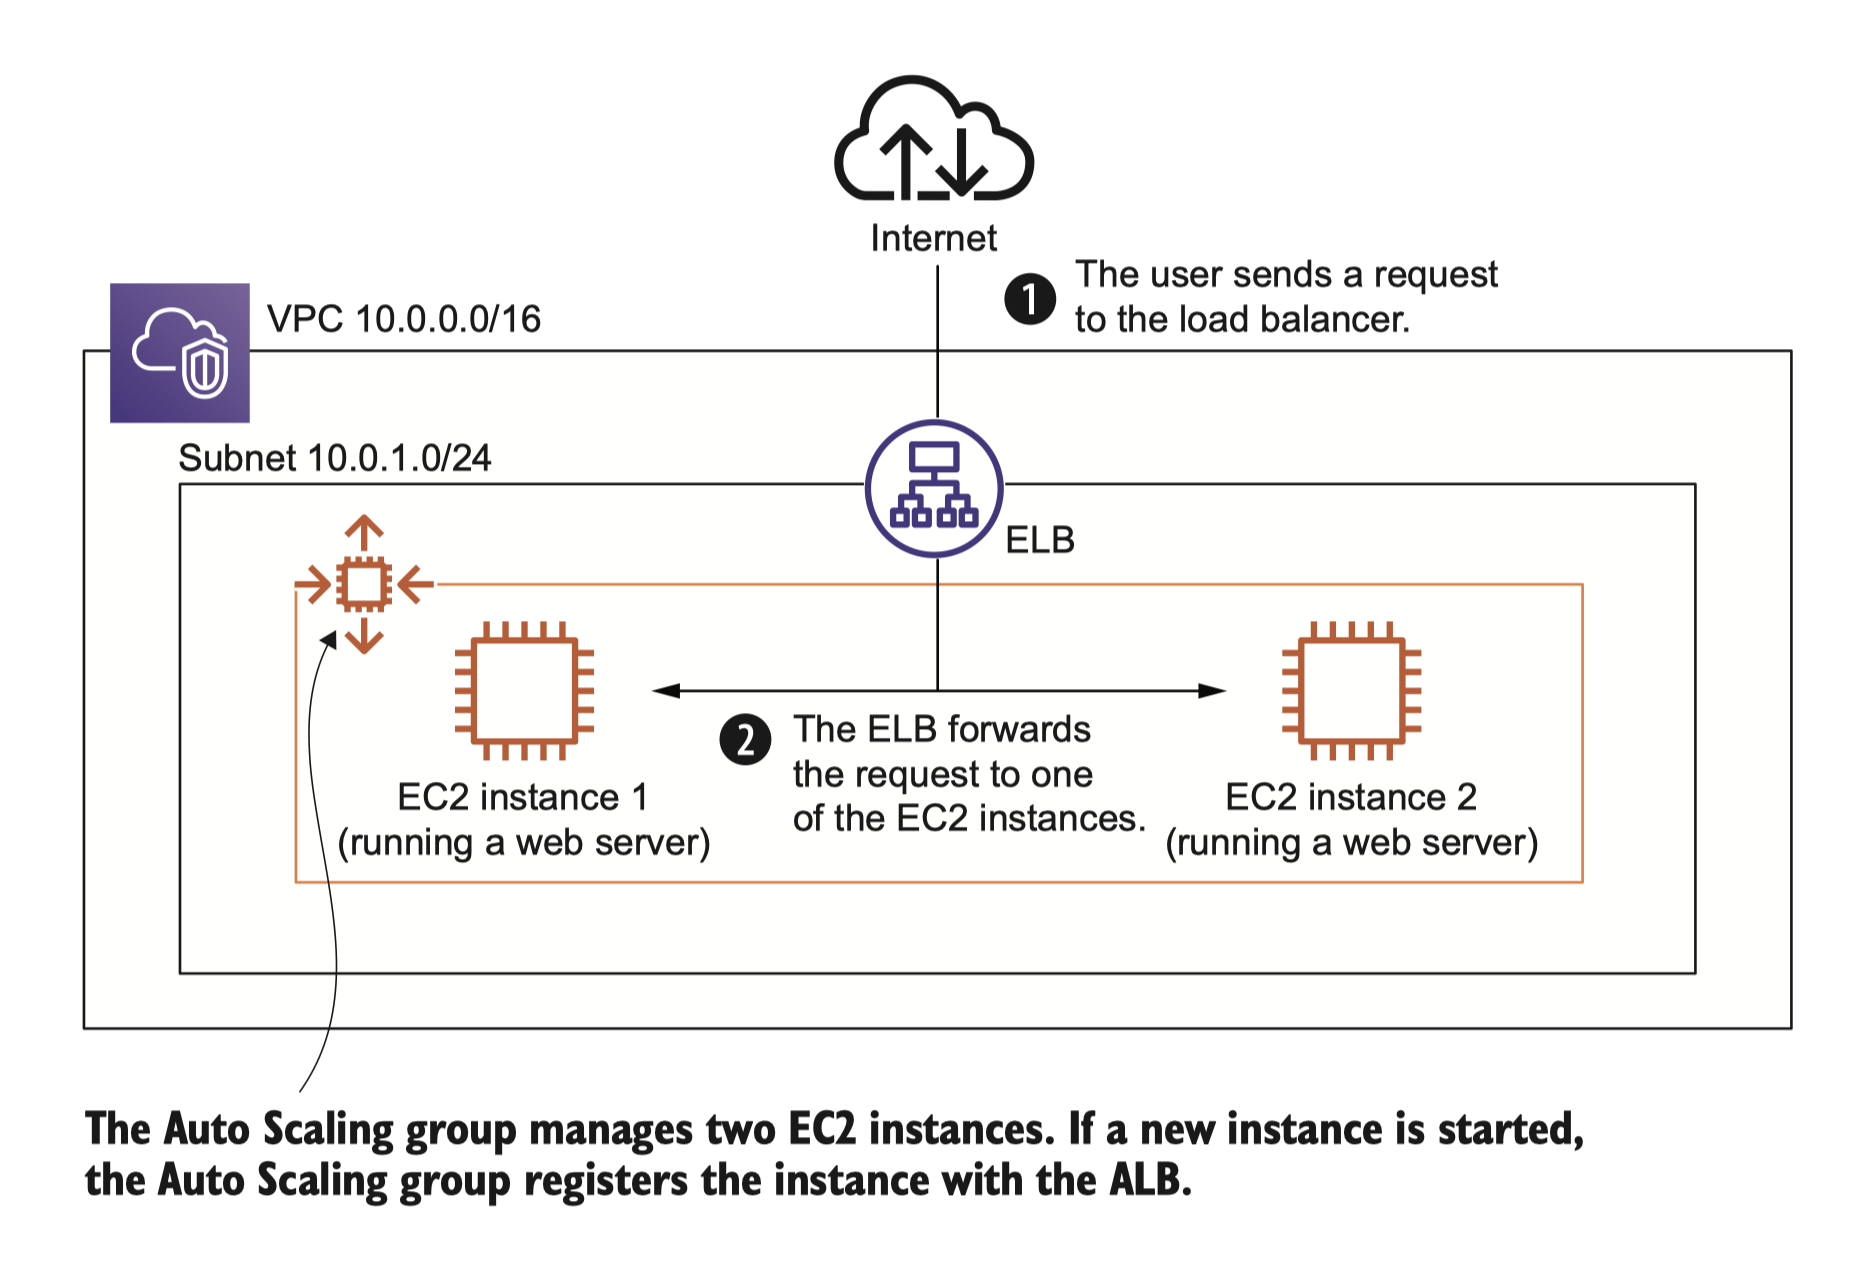 Internet
1
The user sends a request
to the load balancer.
VPC 10.0.0.0/16
Subnet 10.0.1.0/24
ELB
2
The ELB forwards
the request to one
of the EC2 instances.
EC2 instance 1
(running a web server)
EC2 instance 2
(running a web server)
The Auto Scaling group manages two EC2 instances. If a new instance is started,
the Auto Scaling group registers the instance with the ALB.